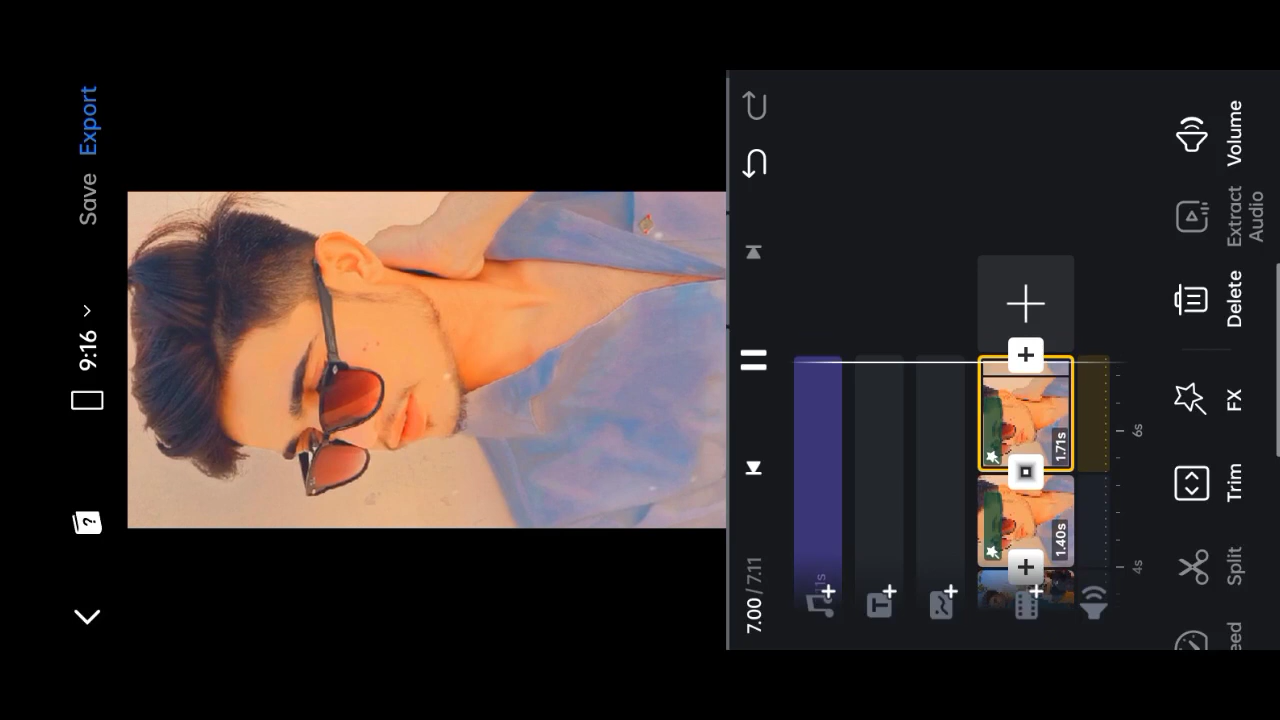 9:16
Save
Export
7.00 / 7.11
1.40s
1.71s
4s
6s
Split
Trim
FX
Delete
Extract
Audio
Volume